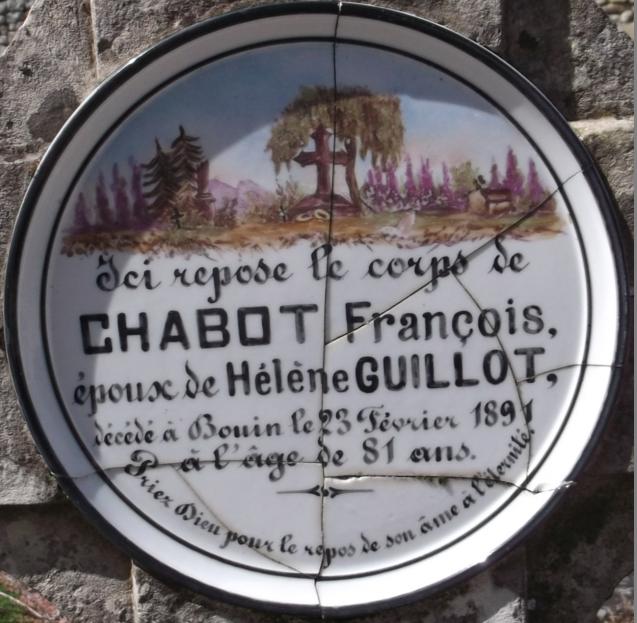 Ici repose le corps de
CHABOT François,
époux de Hélène GUILLOT,
décédé à Bouin le 23 Février 1891
à l'âge de 81 ans.
Priez Dieu pour le repos de son âme à l'éternité.